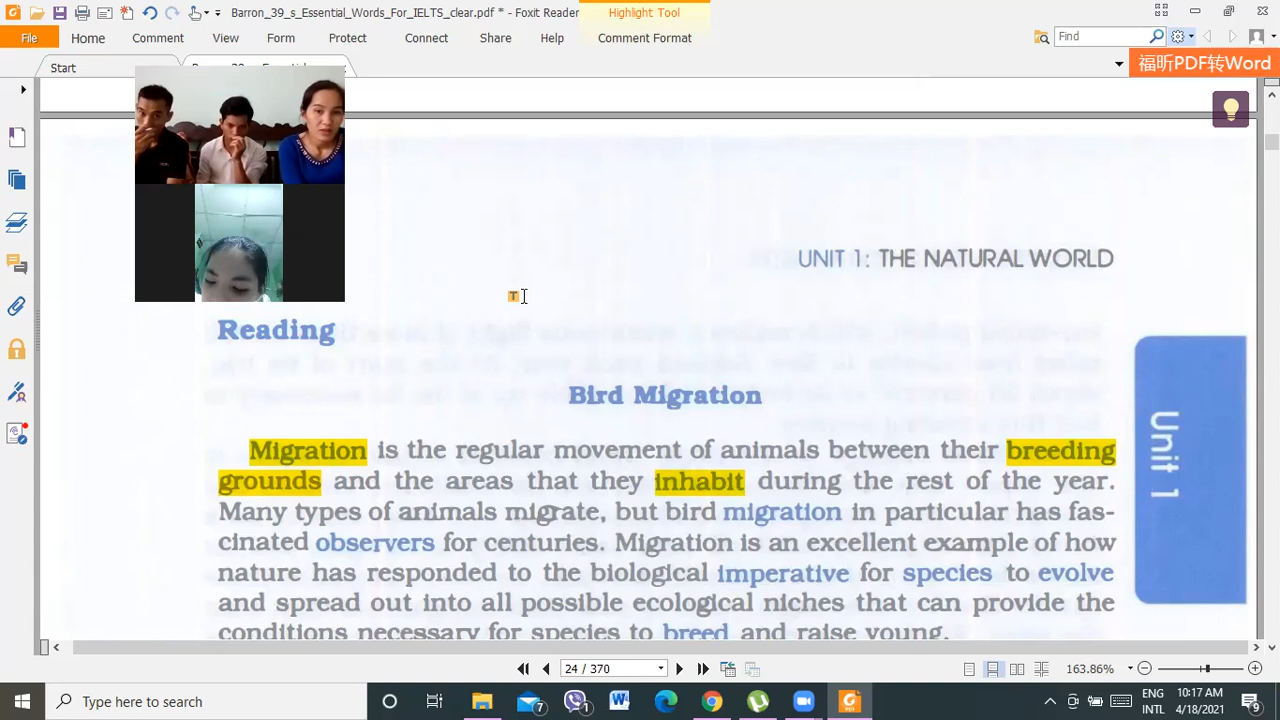 Barron_39_s_Essential_Words_For_IELTS_clear.pdf * - Foxit Reader
Highlight Tool
File
Home
Comment
View
Form
Protect
Connect
Share
Help
Comment Format
Find
Start
福昕PDF转Word
UNIT 1: THE NATURAL WORLD
Reading
Bird Migration
Migration is the regular movement of animals between their breeding
grounds and the areas that they inhabit during the rest of the year.
Many types of animals migrate, but bird migration in particular has fas-
cinated observers for centuries. Migration is an excellent example of how
nature has responded to the biological imperative for species to evolve
and spread out into all possible ecological niches that can provide the
conditions necessary for species to breed and raise young.
Unit 1
24 / 370
163.86%
Type here to search
7
1
ENG
INTL
10:17 AM
4/18/2021
9